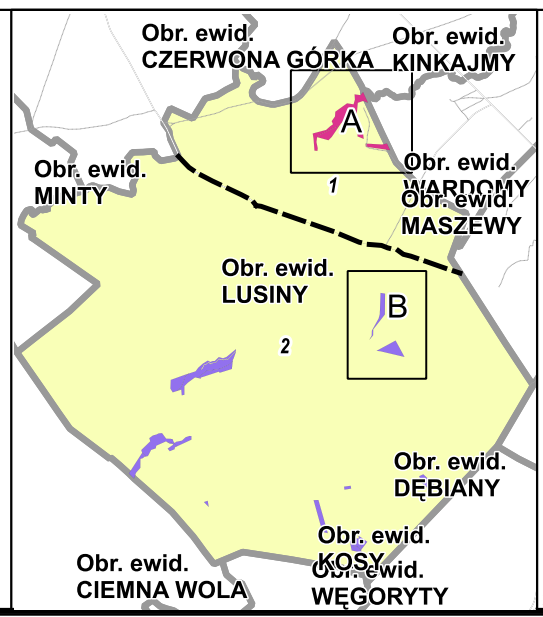 Obr. ewid.
CZERWONA GÓRKA
Obr. ewid.
KINKAJMY
A
Obr. ewid.
MINTY
1
Obr. ewid.
WARDOMY
Obr. ewid.
MASZEWY
Obr. ewid.
LUSINY
B
2
Obr. ewid.
DĘBIANY
Obr. ewid.
KOSY
Obr. ewid.
CIEMNA WOLA
Obr. ewid.
WĘGORYTY